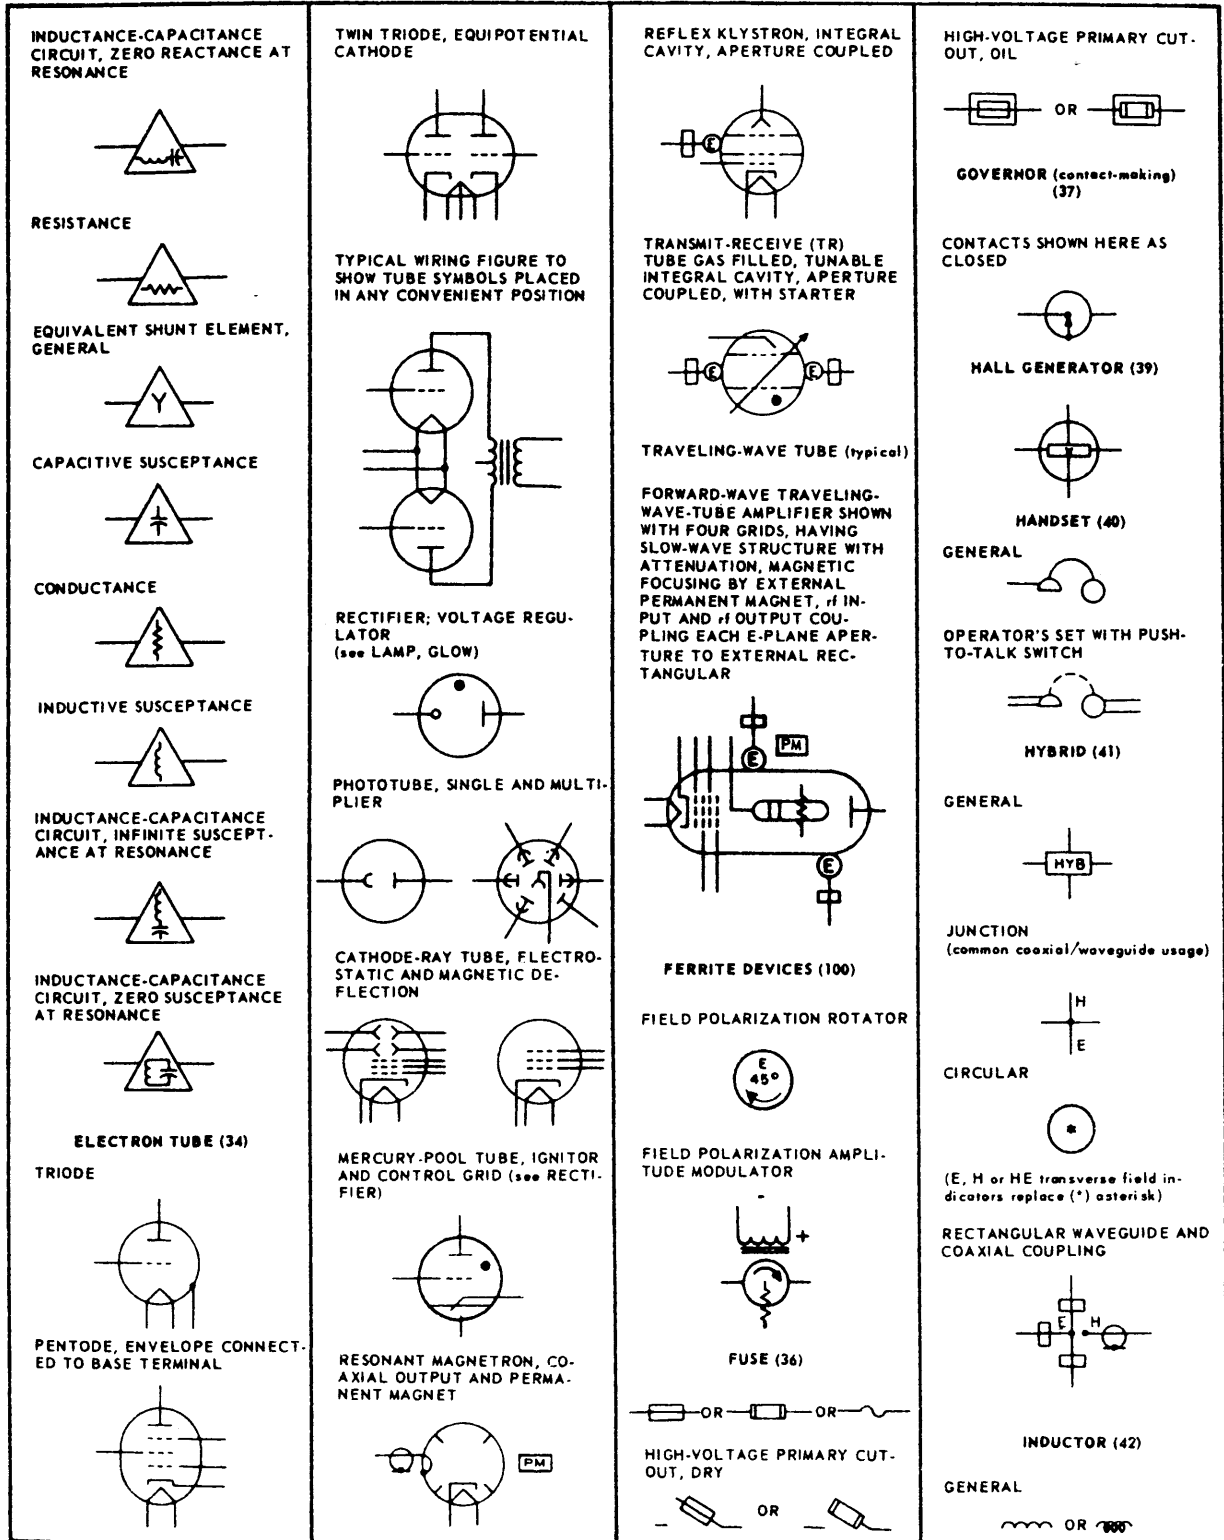 INDUCTANCE-CAPACITANCE
CIRCUIT, ZERO REACTANCE AT
RESONANCE
RESISTANCE
EQUIVALENT SHUNT ELEMENT,
GENERAL
Y
CAPACITIVE SUSCEPTANCE
CONDUCTANCE
INDUCTIVE SUSCEPTANCE
INDUCTANCE-CAPACITANCE
CIRCUIT, INFINITE SUSCEPT-
ANCE AT RESONANCE
INDUCTANCE-CAPACITANCE
CIRCUIT, ZERO SUSCEPTANCE
AT RESONANCE
ELECTRON TUBE (34)
TRIODE
PENTODE, ENVELOPE CONNECT-
ED TO BASE TERMINAL
TWIN TRIODE, EQUIPOTENTIAL
CATHODE
TYPICAL WIRING FIGURE TO
SHOW TUBE SYMBOLS PLACED
IN ANY CONVENIENT POSITION
RECTIFIER; VOLTAGE REGU-
LATOR
(see LAMP, GLOW)
PHOTOTUBE, SINGLE AND MULTI-
PLIER
CATHODE-RAY TUBE, ELECTRO-
STATIC AND MAGNETIC DE-
FLECTION
MERCURY-POOL TUBE, IGNITOR
AND CONTROL GRID (see RECTI-
FIER)
RESONANT MAGNETRON, CO-
AXIAL OUTPUT AND PERMA-
NENT MAGNET
PM
REFLEX KLYSTRON, INTEGRAL
CAVITY, APERTURE COUPLED
E
TRANSMIT-RECEIVE (TR)
TUBE GAS FILLED, TUNABLE
INTEGRAL CAVITY, APERTURE
COUPLED, WITH STARTER
E E
TRAVELING-WAVE TUBE (typical)
FORWARD-WAVE TRAVELING-
WAVE-TUBE AMPLIFIER SHOWN
WITH FOUR GRIDS, HAVING
SLOW-WAVE STRUCTURE WITH
ATTENUATION, MAGNETIC
FOCUSING BY EXTERNAL
PERMANENT MAGNET, rf IN-
PUT AND rf OUTPUT COU-
PLING EACH E-PLANE APER-
TURE TO EXTERNAL REC-
TANGULAR
PM
E
E
FERRITE DEVICES (100)
FIELD POLARIZATION ROTATOR
E
45°
FIELD POLARIZATION AMPLI-
TUDE MODULATOR
- +
FUSE (36)
OR OR
HIGH-VOLTAGE PRIMARY CUT-
OUT, DRY
OR
HIGH-VOLTAGE PRIMARY CUT-
OUT, OIL
OR
GOVERNOR (contact-making)
(37)
CONTACTS SHOWN HERE AS
CLOSED
HALL GENERATOR (39)
HANDSET (40)
GENERAL
OPERATOR'S SET WITH PUSH-
TO-TALK SWITCH
HYBRID (41)
GENERAL
HYB
JUNCTION
(common coaxial/waveguide usage)
H
E
CIRCULAR
*
(E, H or HE transverse field in-
dicators replace (*) asterisk)
RECTANGULAR WAVEGUIDE AND
COAXIAL COUPLING
E H
INDUCTOR (42)
GENERAL
OR